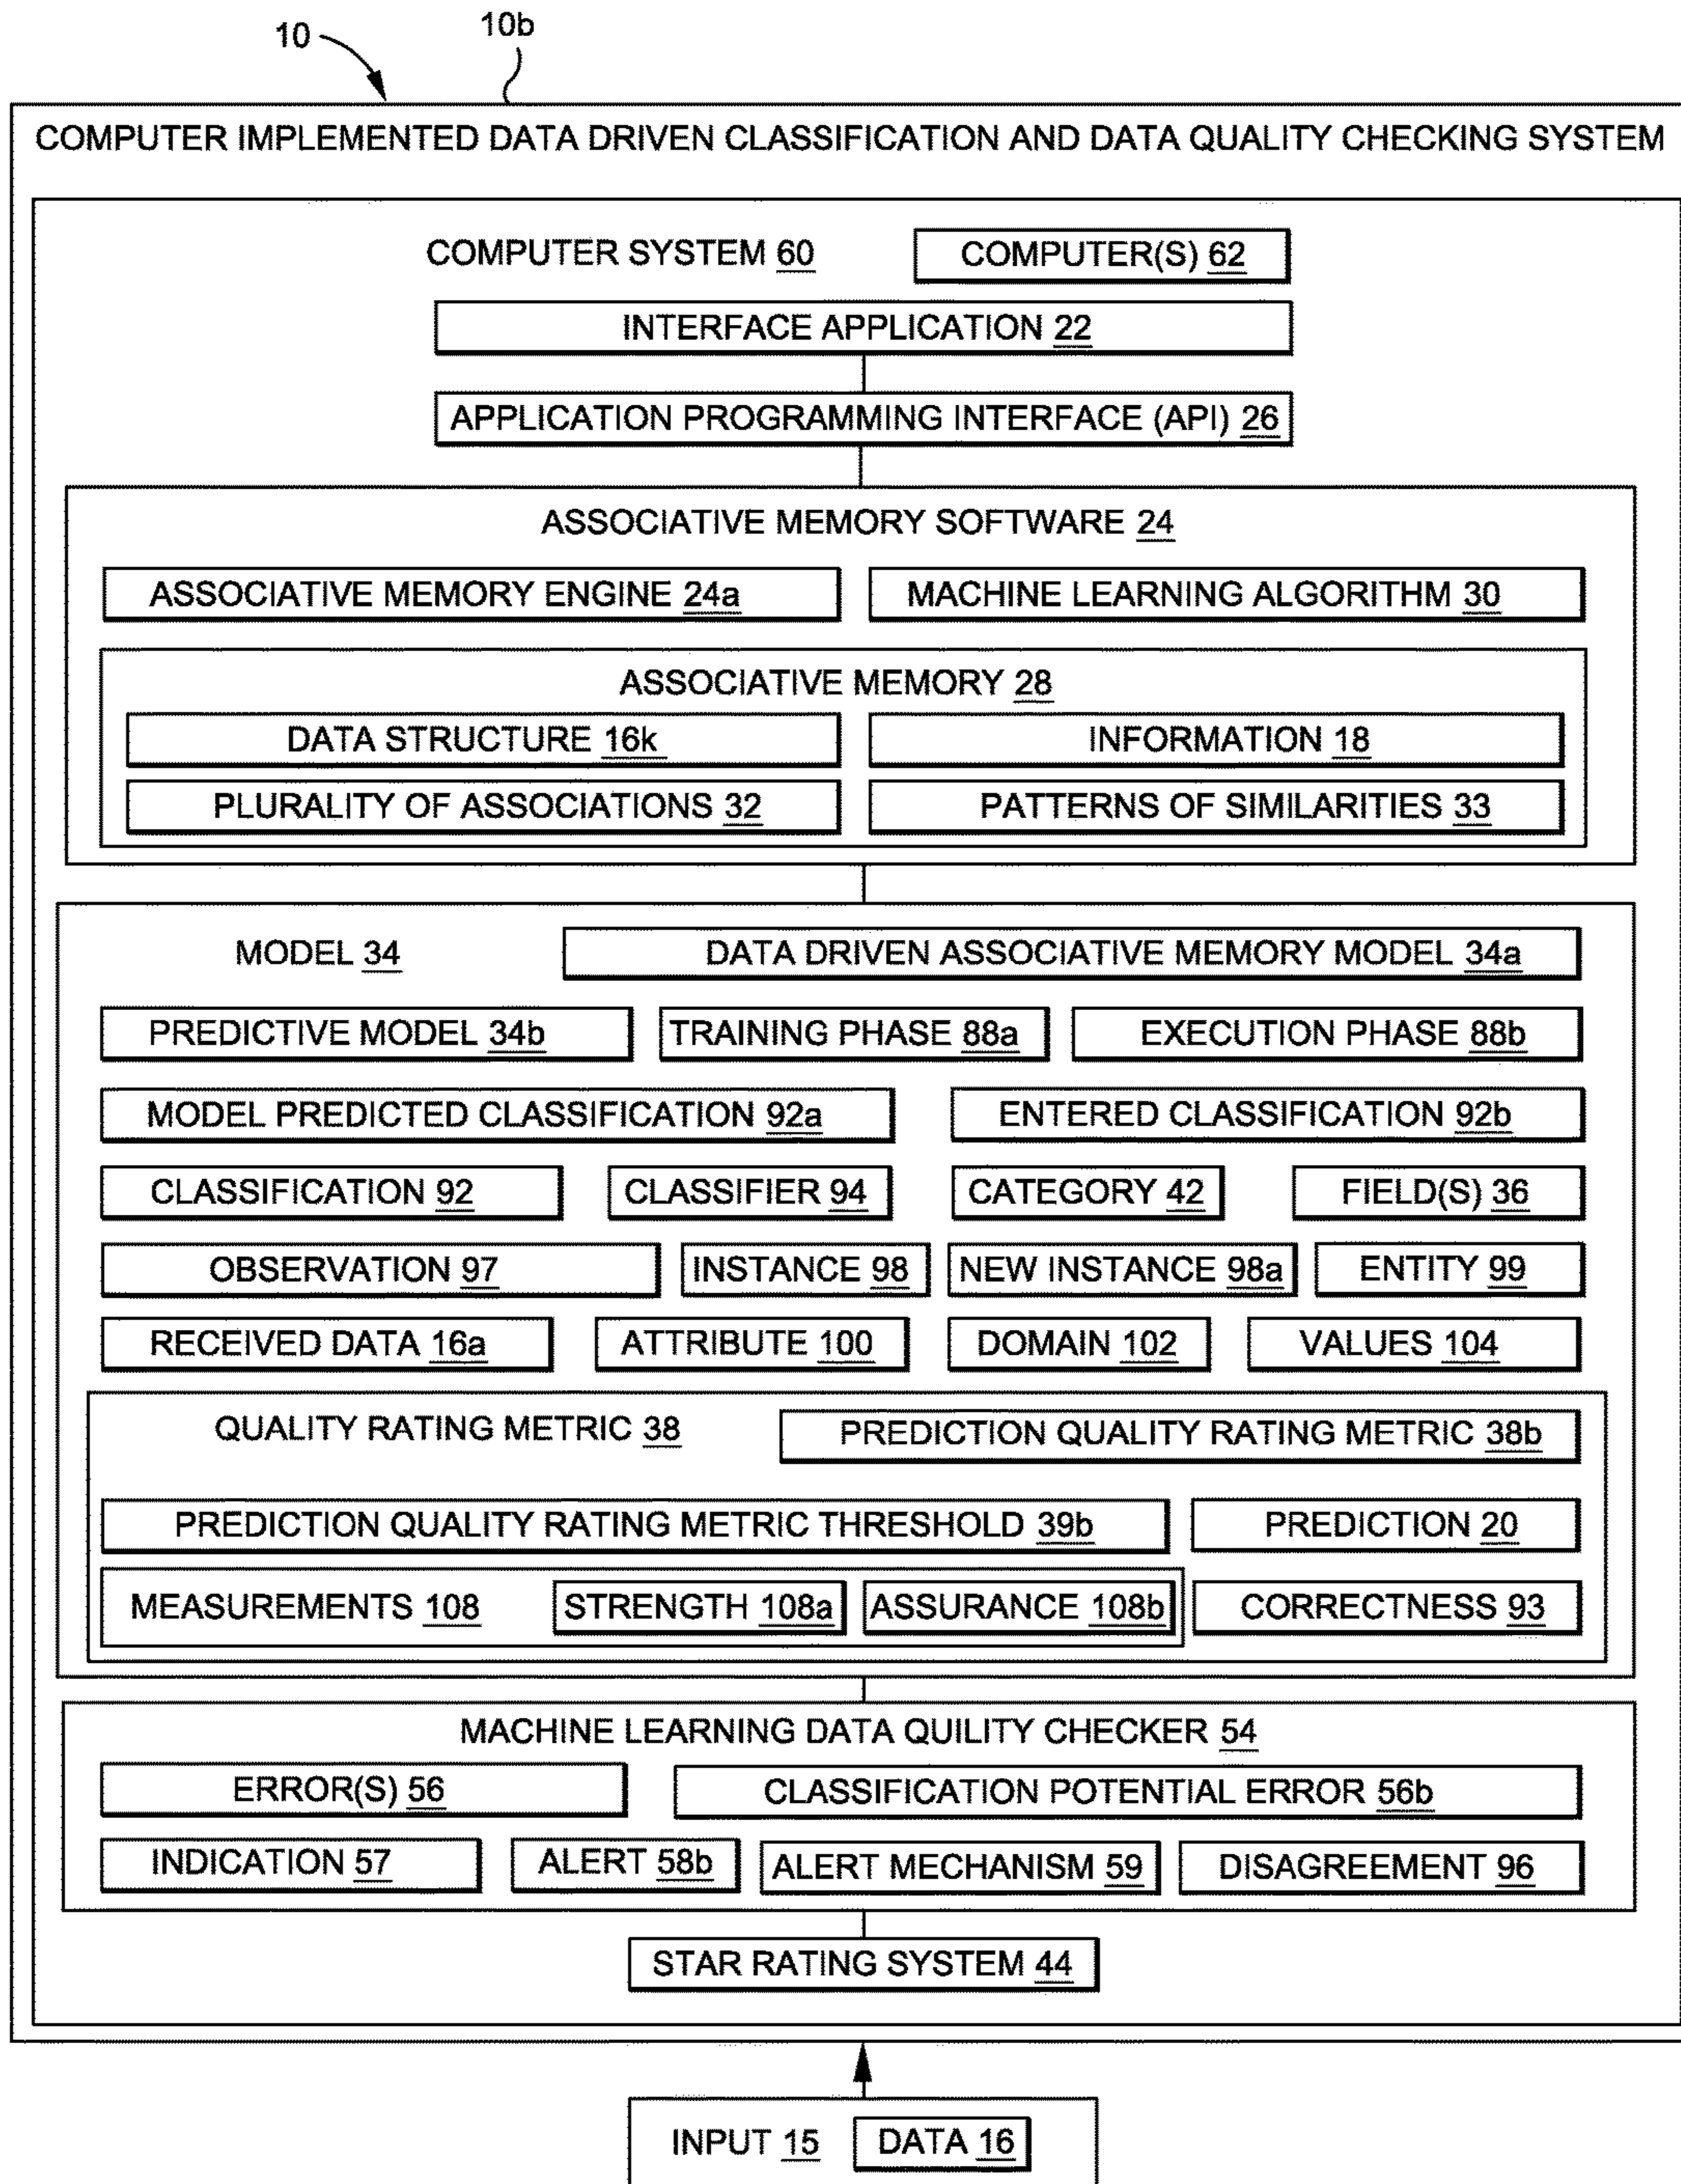 10
10b
COMPUTER IMPLEMENTED DATA DRIVEN CLASSIFICATION AND DATA QUALITY CHECKING SYSTEM
COMPUTER SYSTEM 60 COMPUTER(S) 62
INTERFACE APPLICATION 22
APPLICATION PROGRAMMING INTERFACE (API) 26
ASSOCIATIVE MEMORY SOFTWARE 24
ASSOCIATIVE MEMORY ENGINE 24a MACHINE LEARNING ALGORITHM 30
ASSOCIATIVE MEMORY 28
DATA STRUCTURE 16k INFORMATION 18
PLURALITY OF ASSOCIATIONS 32 PATTERNS OF SIMILARITIES 33
MODEL 34 DATA DRIVEN ASSOCIATIVE MEMORY MODEL 34a
PREDICTIVE MODEL 34b TRAINING PHASE 88a EXECUTION PHASE 88b
MODEL PREDICTED CLASSIFICATION 92a ENTERED CLASSIFICATION 92b
CLASSIFICATION 92 CLASSIFIER 94 CATEGORY 42 FIELD(S) 36
OBSERVATION 97 INSTANCE 98 NEW INSTANCE 98a ENTITY 99
RECEIVED DATA 16a ATTRIBUTE 100 DOMAIN 102 VALUES 104
QUALITY RATING METRIC 38 PREDICTION QUALITY RATING METRIC 38b
PREDICTION QUALITY RATING METRIC THRESHOLD 39b PREDICTION 20
MEASUREMENTS 108 STRENGTH 108a ASSURANCE 108b CORRECTNESS 93
MACHINE LEARNING DATA QUILITY CHECKER 54
ERROR(S) 56 CLASSIFICATION POTENTIAL ERROR 56b
INDICATION 57 ALERT 58b ALERT MECHANISM 59 DISAGREEMENT 96
STAR RATING SYSTEM 44
INPUT 15 DATA 16